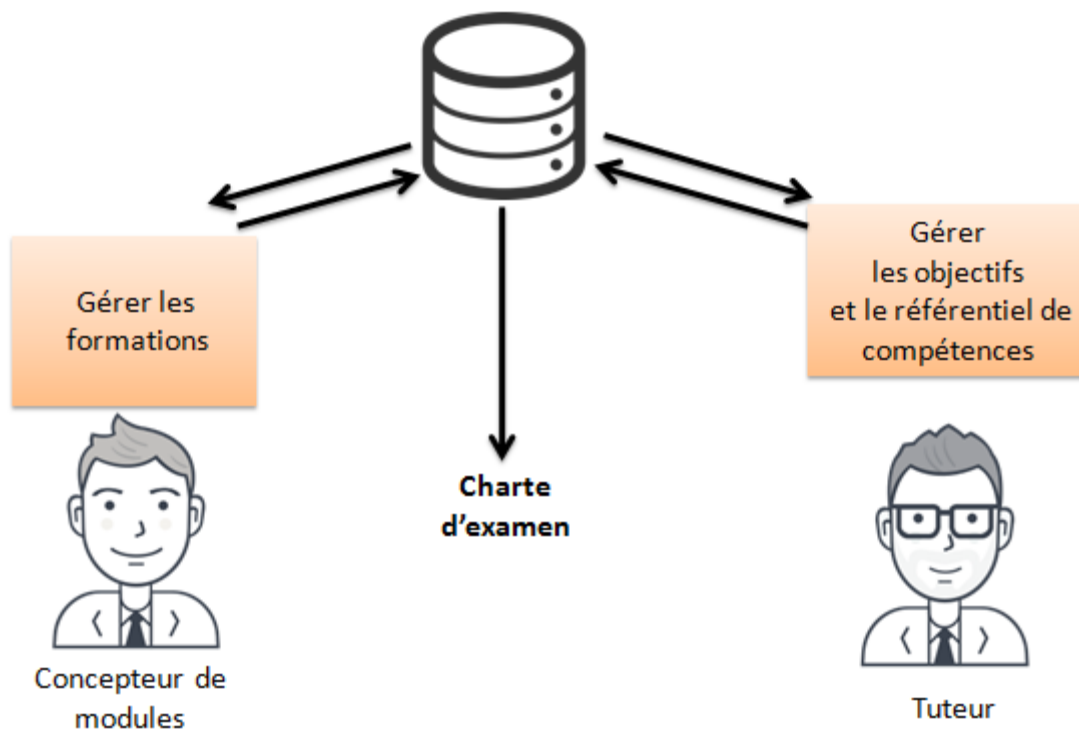 Gérer les
formations
Gérer
les objectifs
et le référentiel de
compétences
Charte
d’examen
Concepteur de
modules
Tuteur